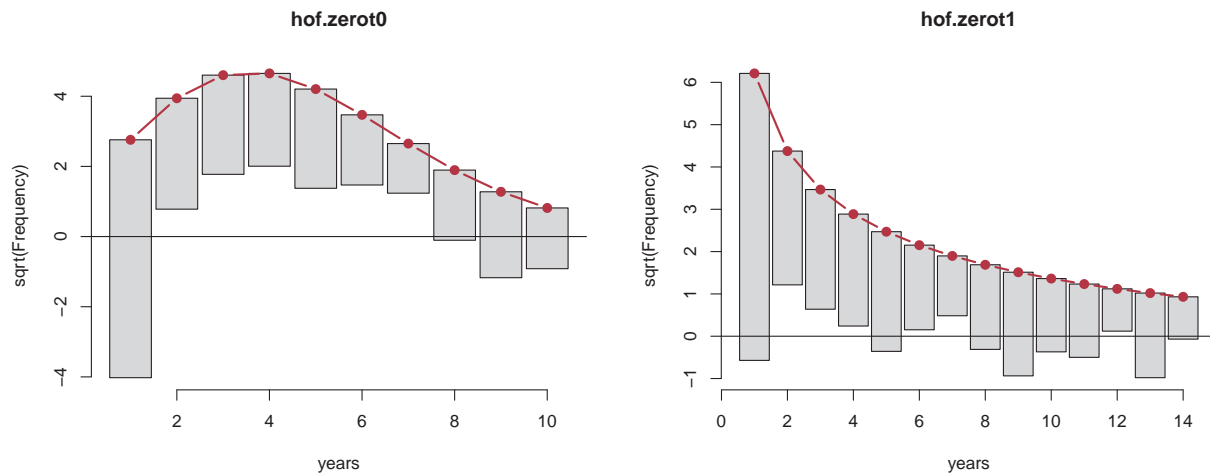 hof.zerot0
sqrt(Frequency)
4
2
0
−2
−4
2 4 6 8 10
years
hof.zerot1
sqrt(Frequency)
6
5
4
3
2
1
0
−1
0 2 4 6 8 10 12 14
years